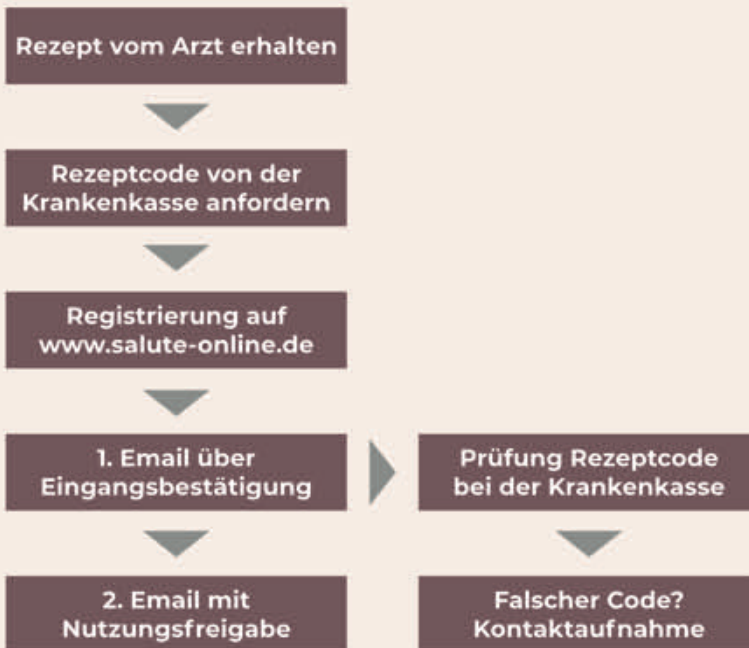 Rezept vom Arzt erhalten
Rezeptcode von der
Krankenkasse anfordern
Registrierung auf
www.salute-online.de
1. Email über
Eingangsbestätigung
Prüfung Rezeptcode
bei der Krankenkasse
2. Email mit
Nutzungsfreigabe
Falscher Code?
Kontaktaufnahme